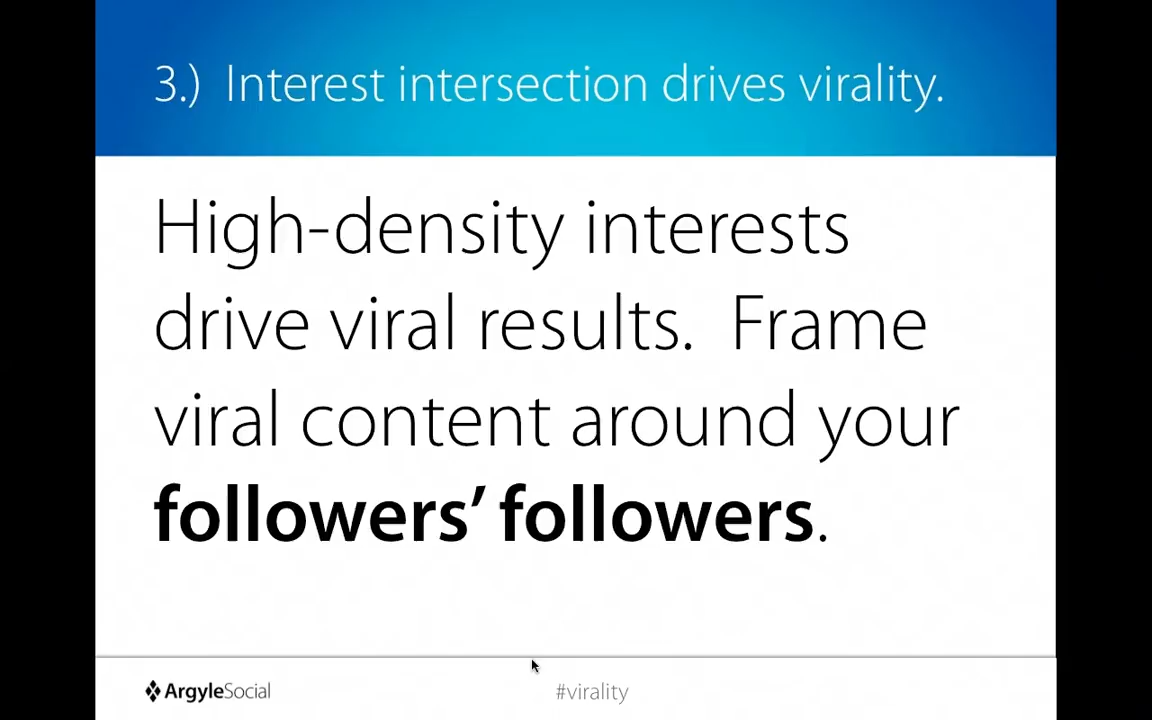 3.) Interest intersection drives virality.
High-density interests
drive viral results. Frame
viral content around your
followers’ followers.
ArgyleSocial
#virality